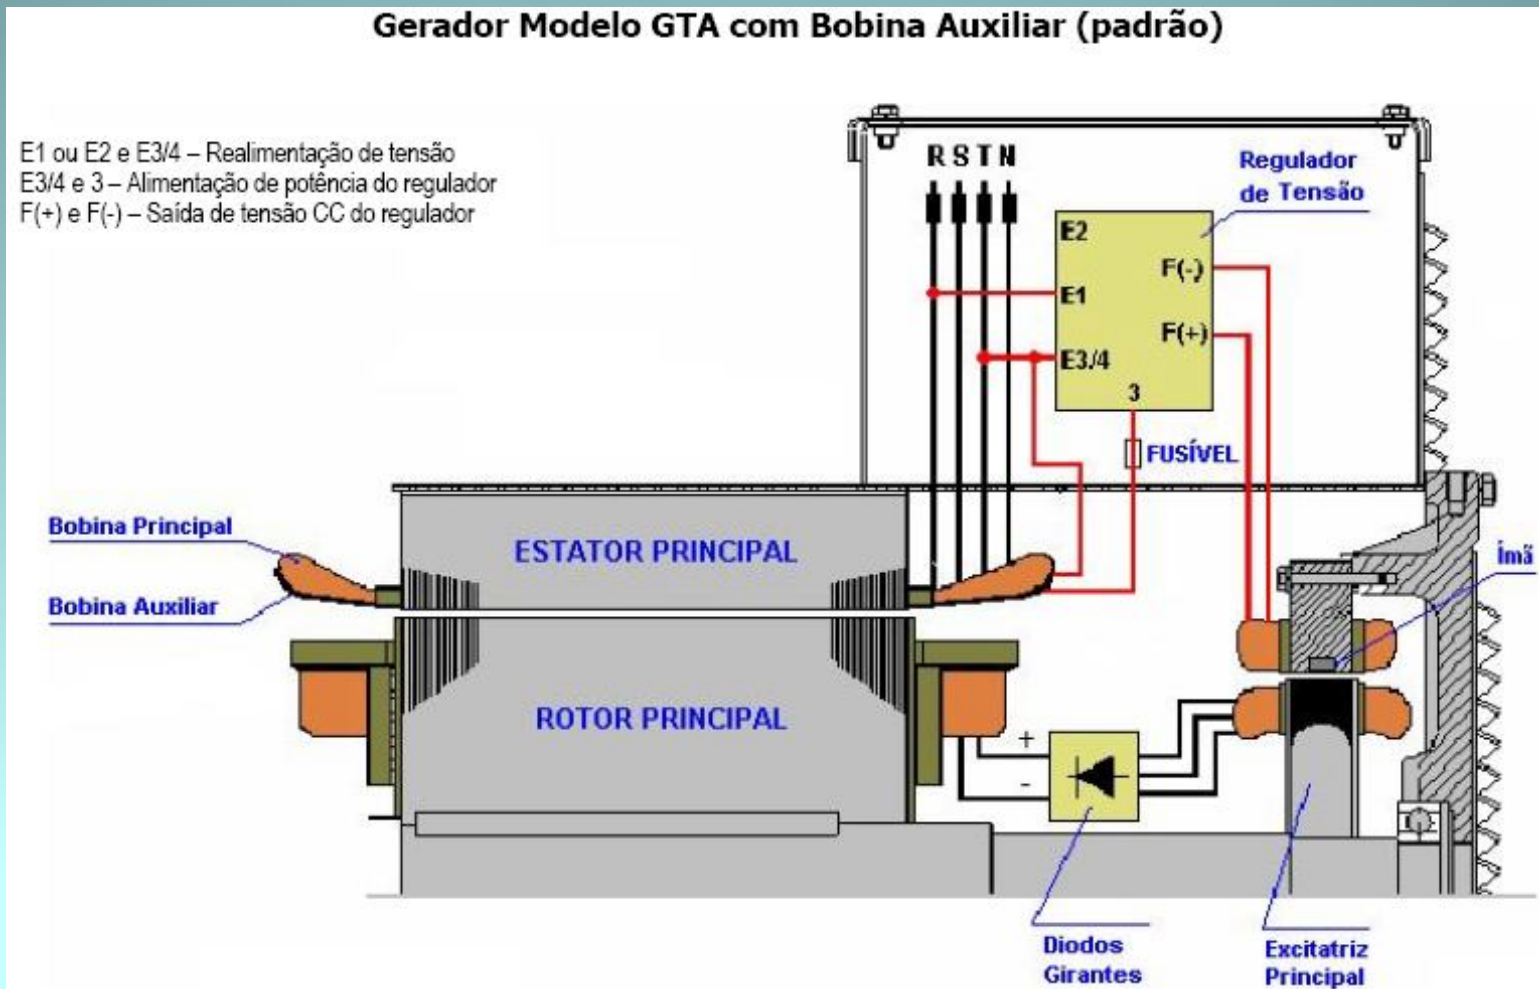 Gerador Modelo GTA com Bobina Auxiliar (padrão)
E1 ou E2 e E3/4 – Realimentação de tensão
E3/4 e 3 – Alimentação de potência do regulador
F(+) e F(-) – Saída de tensão CC do regulador
R S T N
Regulador
de Tensão
E2
F(-)
E1
F(+)
E3/4
3
FUSÍVEL
Bobina Principal
ESTATOR PRINCIPAL
Ímã
Bobina Auxiliar
ROTOR PRINCIPAL
+
-
Diodos
Girantes
Excitatriz
Principal